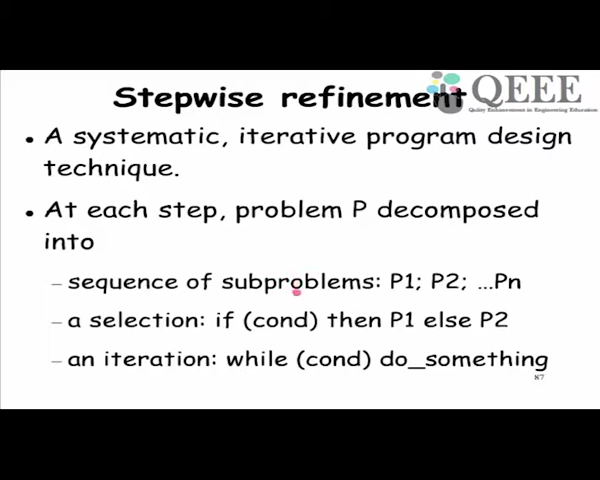 Stepwise refinement
QEEE
Quality Enhancement in Engineering Education
• A systematic, iterative program design
technique.
• At each step, problem P decomposed
into
– sequence of subproblems: P1; P2; …Pn
– a selection: if (cond) then P1 else P2
– an iteration: while (cond) do_something
87